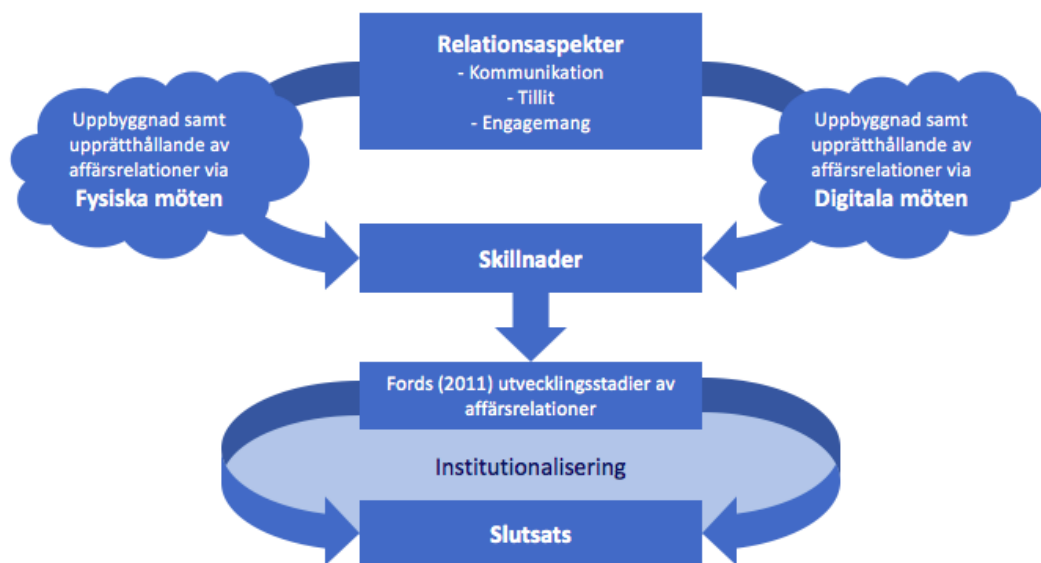 Relationsaspekter
- Kommunikation
- Tillit
- Engagemang
Uppbyggnad samt
upprätthållande av
affärsrelationer via
Fysiska möten
Uppbyggnad samt
upprätthållande av
affärsrelationer via
Digitala möten
Skillnader
Fords (2011) utvecklingsstadier av
affärsrelationer
Institutionalisering
Slutsats